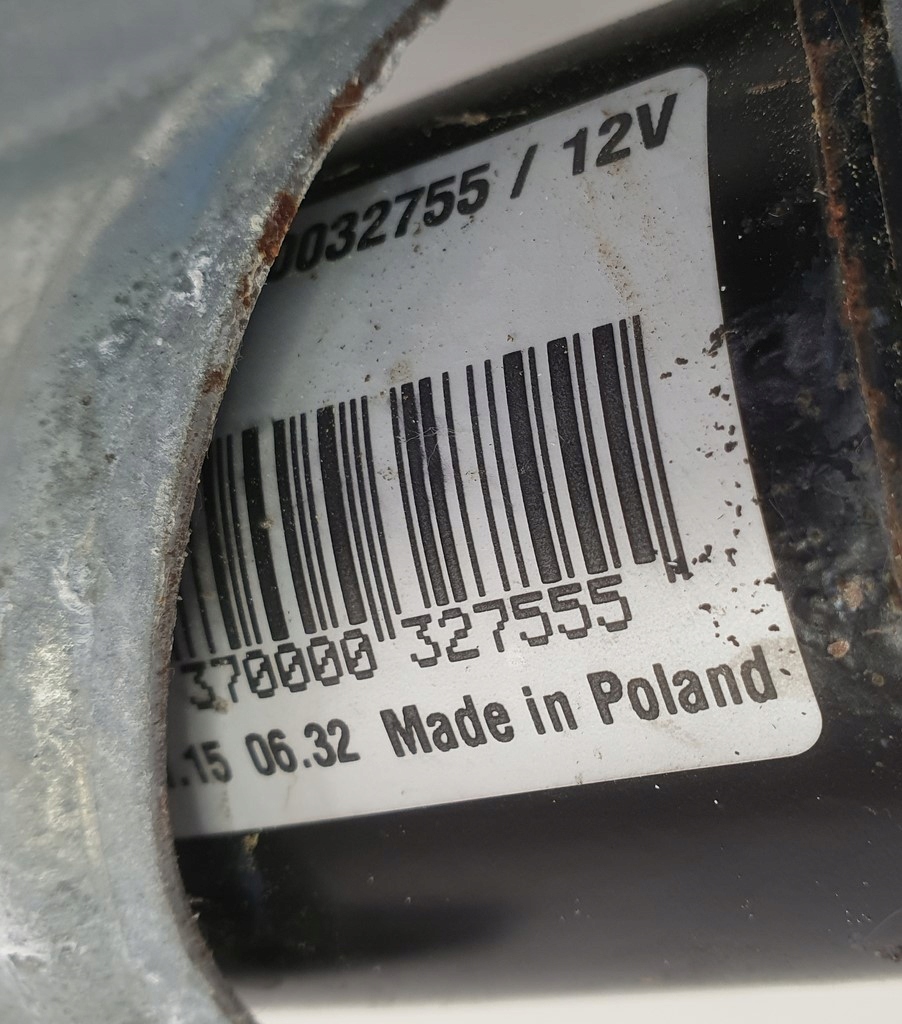 0032755 / 12V
370000 327555
.15 06.32 Made in Poland